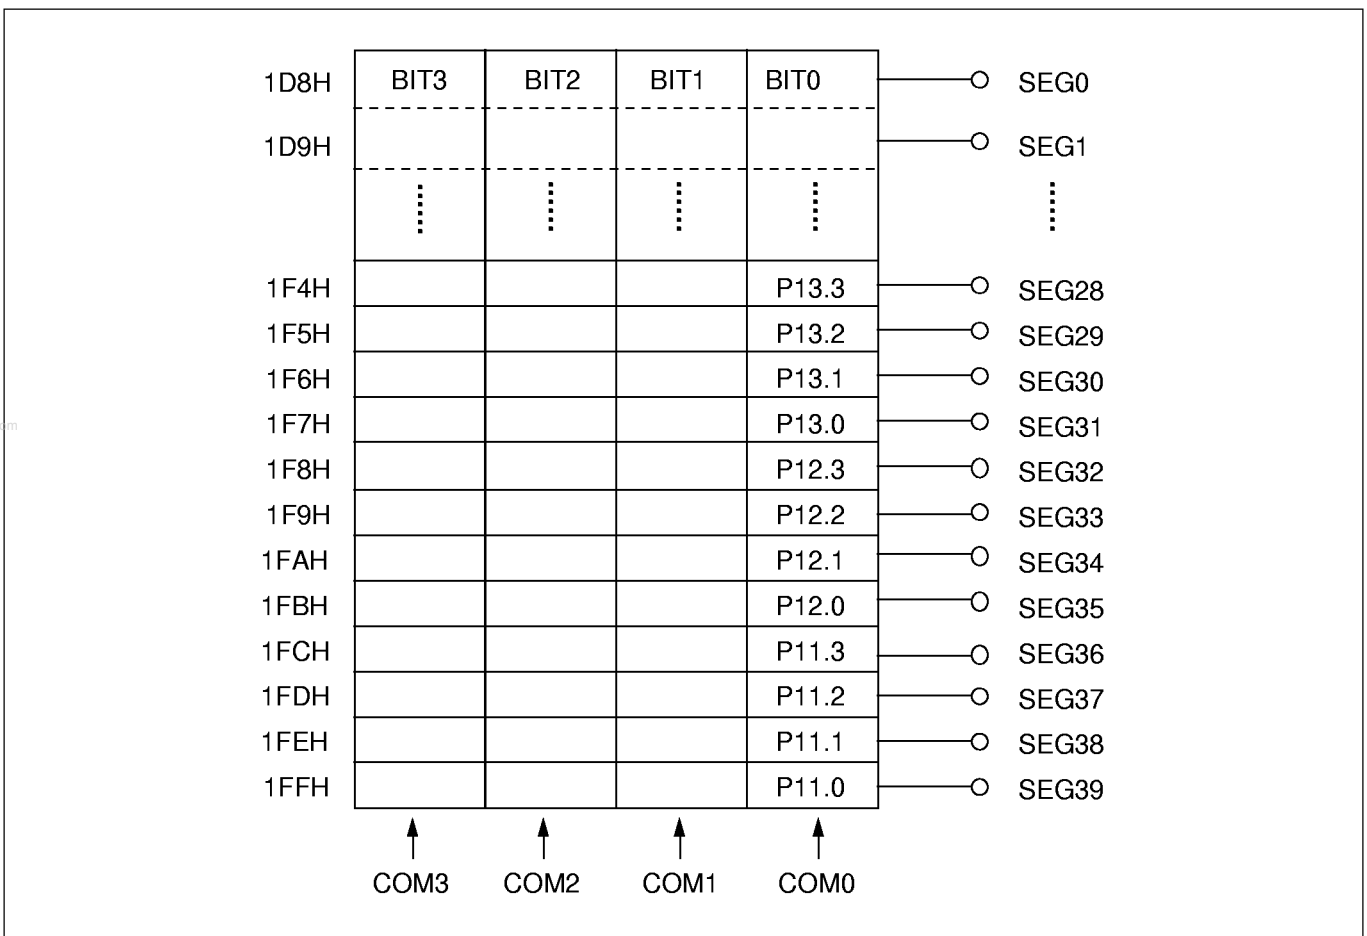 1D8H BIT3 BIT2 BIT1 BIT0 SEG0
1D9H SEG1
1F4H P13.3 SEG28
1F5H P13.2 SEG29
1F6H P13.1 SEG30
1F7H P13.0 SEG31
1F8H P12.3 SEG32
1F9H P12.2 SEG33
1FAH P12.1 SEG34
1FBH P12.0 SEG35
1FCH P11.3 SEG36
1FDH P11.2 SEG37
1FEH P11.1 SEG38
1FFH P11.0 SEG39
COM3 COM2 COM1 COM0